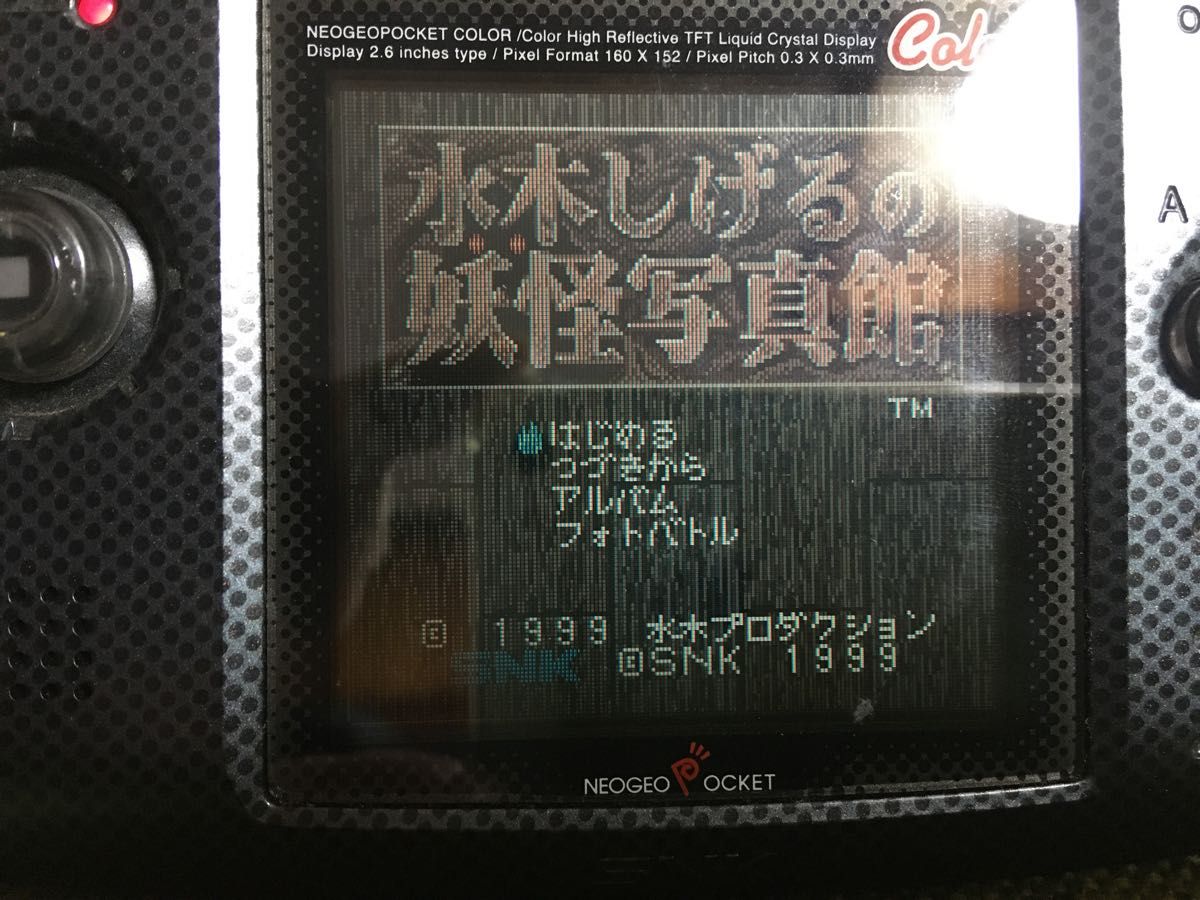 NEOGEOPOCKET COLOR /Color High Reflective TFT Liquid Crystal Display
Display 2.6 inches type / Pixel Format 160 X 152 / Pixel Pitch 0.3 X 0.3mm
水木しげるの
妖怪写真館
TM
はじめる
つづきから
アルバム
フォトバトル
© 1999 水木プロダクション
SNK ©SNK 1999
NEOGEO POCKET
A